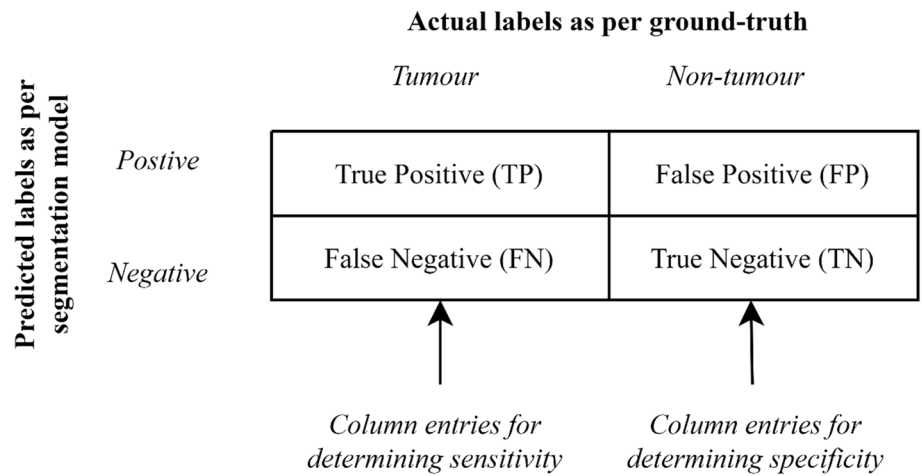 Actual labels as per ground-truth
Tumour
Non-tumour
Predicted labels as per
segmentation model
Postive
True Positive (TP)
False Positive (FP)
Negative
False Negative (FN)
True Negative (TN)
Column entries for
determining sensitivity
Column entries for
determining specificity